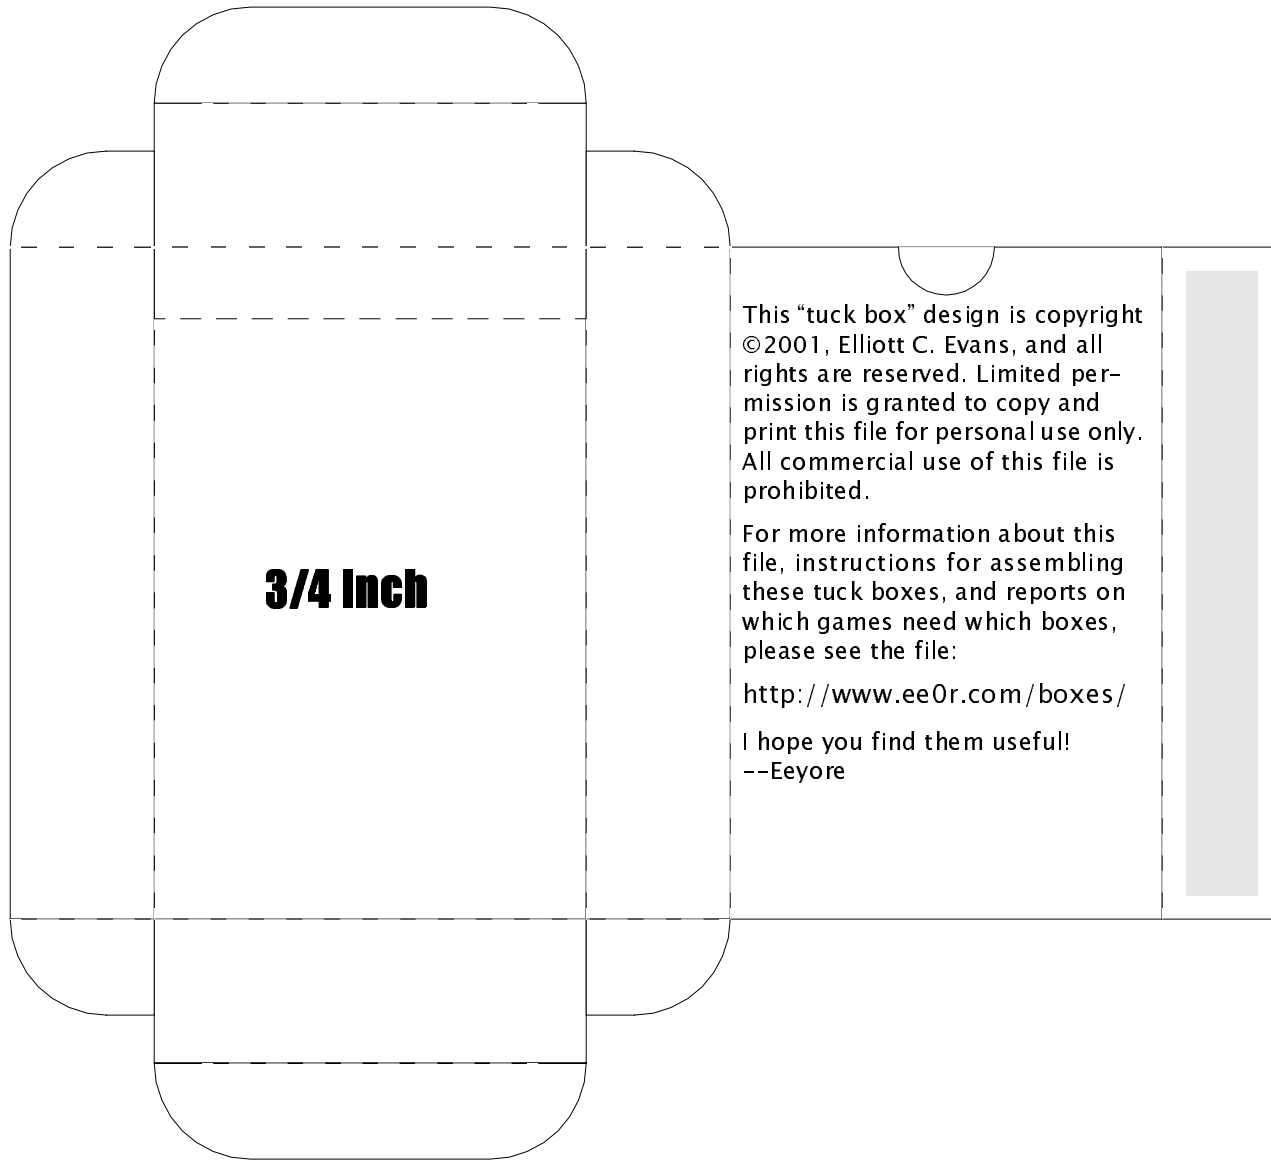 3/4 Inch
This “tuck box” design is copyright
©2001, Elliott C. Evans, and all
rights are reserved. Limited per-
mission is granted to copy and
print this file for personal use only.
All commercial use of this file is
prohibited.
For more information about this
file, instructions for assembling
these tuck boxes, and reports on
which games need which boxes,
please see the file:
http://www.ee0r.com/boxes/
I hope you find them useful!
--Eeyore